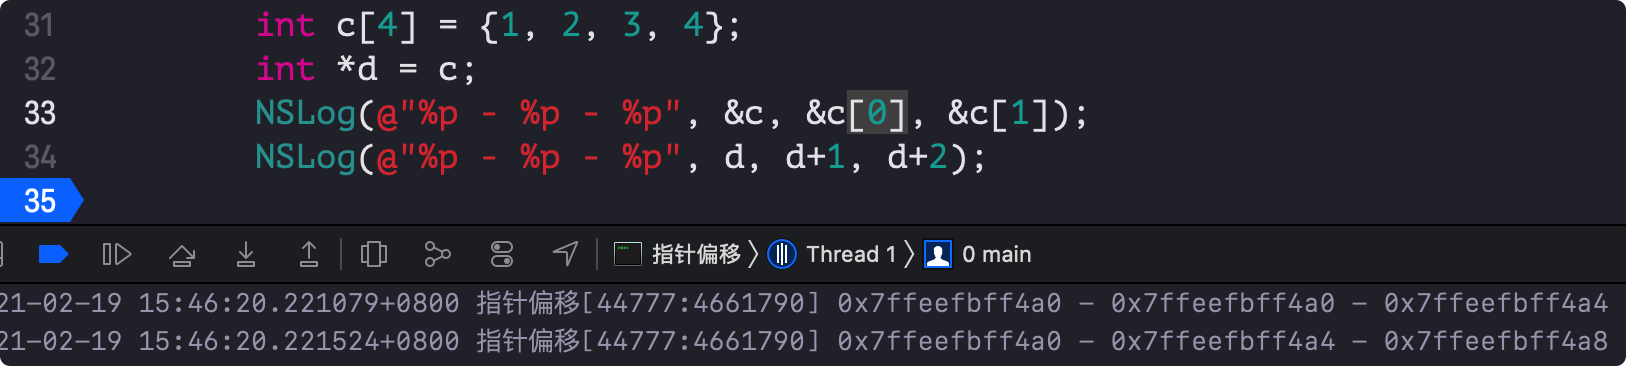 31 int c[4] = {1, 2, 3, 4};
32 int *d = c;
33 NSLog(@"%p - %p - %p", &c, &c[0], &c[1]);
34 NSLog(@"%p - %p - %p", d, d+1, d+2);
35
指针偏移 〉 Thread 1 〉 0 main
21-02-19 15:46:20.221079+0800 指针偏移[44777:4661790] 0x7ffeefbff4a0 - 0x7ffeefbff4a0 - 0x7ffeefbff4a4
21-02-19 15:46:20.221524+0800 指针偏移[44777:4661790] 0x7ffeefbff4a0 - 0x7ffeefbff4a4 - 0x7ffeefbff4a8